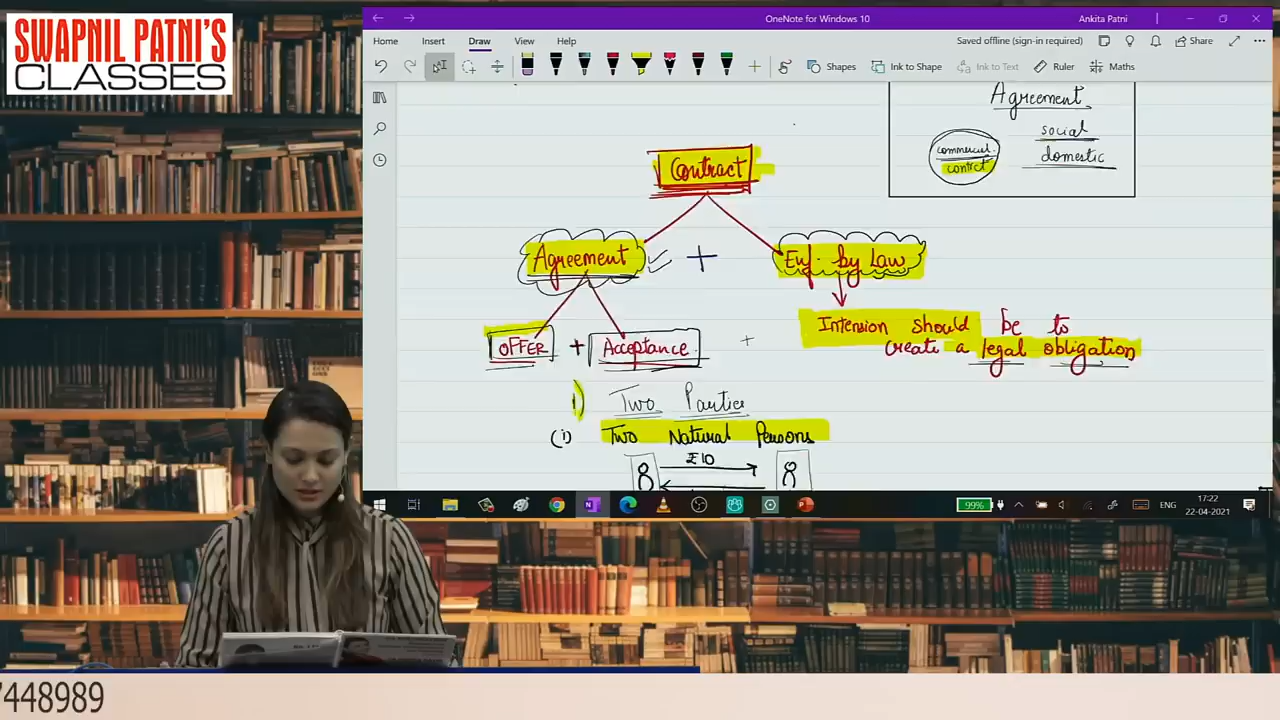 SWAPNIL PATNI'S
CLASSES
OneNote for Windows 10
Ankita Patni
Home Insert Draw View Help
Saved offline (sign-in required)
Share
Shapes
Ink to Shape
Ink to Text
Ruler
Maths
Agreement
social
commercial
domestic
contrect
Contract
Agreement + Enf. by Law
Intension should be to
create a legal obligation
OFFER + Acceptance +
1) Two Parties
(i) Two Natural Persons
₹10
99%
ENG
17:22
22-04-2021
7448989